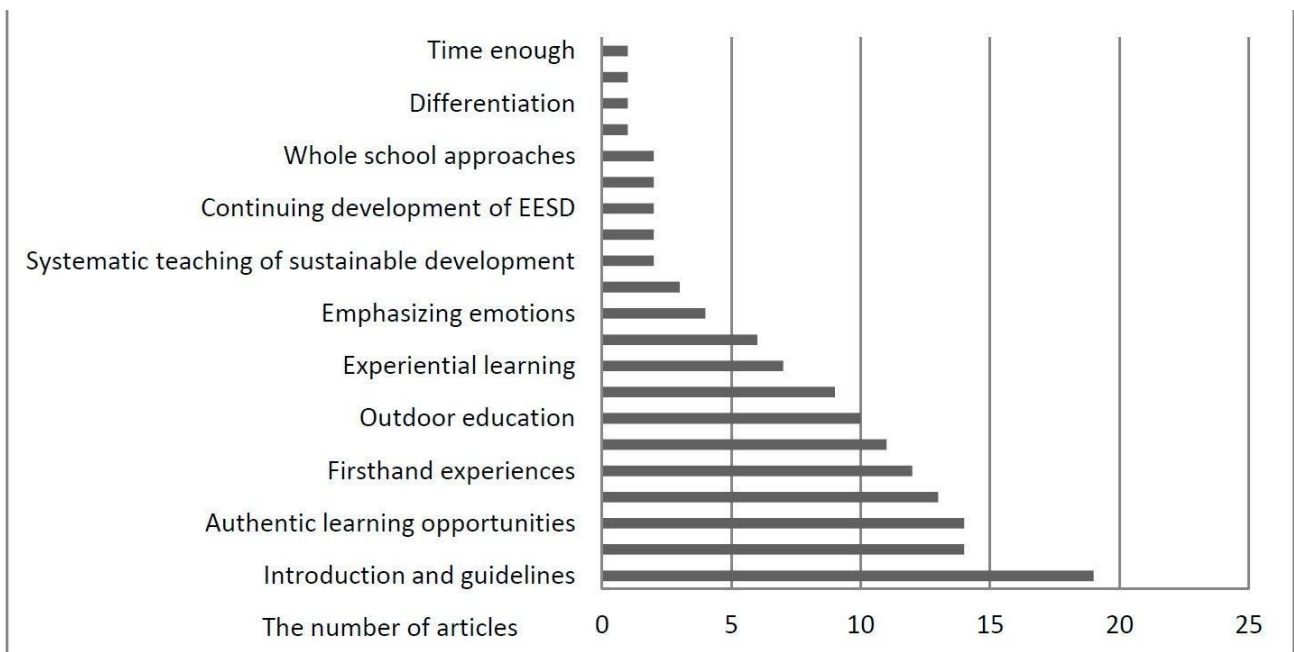 Time enough
Differentiation
Whole school approaches
Continuing development of EESD
Systematic teaching of sustainable development
Emphasizing emotions
Experiential learning
Outdoor education
Firsthand experiences
Authentic learning opportunities
Introduction and guidelines
The number of articles 0 5 10 15 20 25